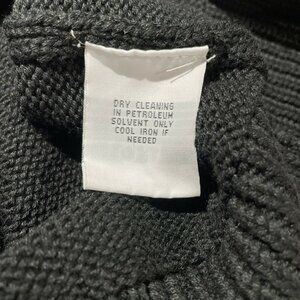 DRY CLEANING
IN PETROLEUM
SOLVENT ONLY
COOL IRON IF
NEEDED